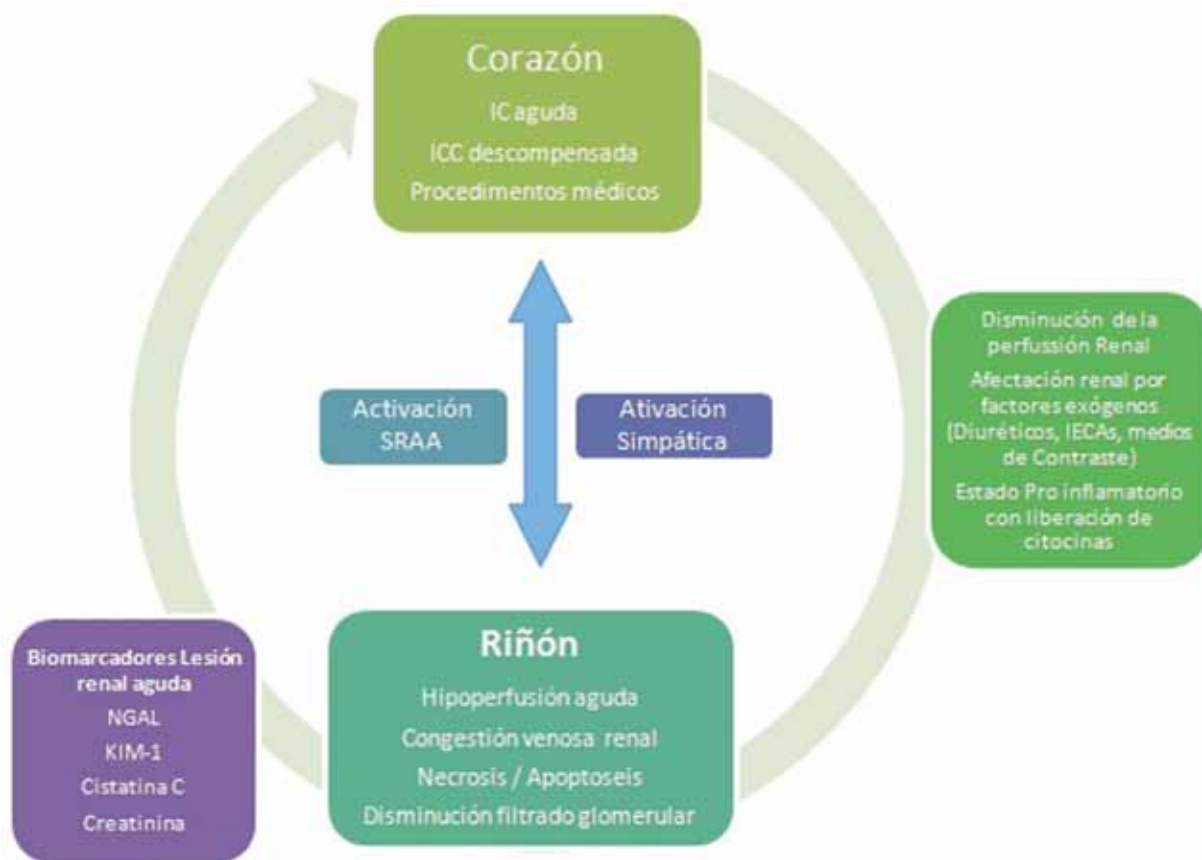 Corazón
IC aguda
ICC descompensada
Procedimentos médicos
Disminución de la
perfussión Renal
Afectación renal por
factores exógenos
(Diuréticos, IECAs, medios
de Contraste)
Estado Pro inflamatorio
con liberación de
citocinas
Activación
SRAA
Ativación
Simpática
Riñón
Hipoperfusión aguda
Congestión venosa renal
Necrosis / Apoptoseis
Disminución filtrado glomerular
Biomarcadores Lesión
renal aguda
NGAL
KIM-1
Cistatina C
Creatinina